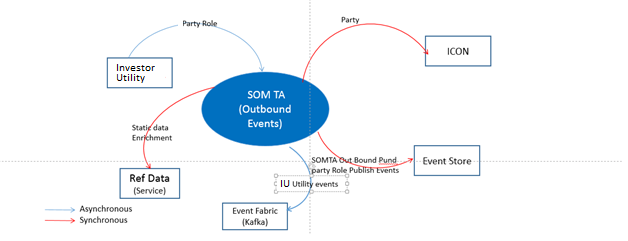 Party Role
Party
Investor
Utility
ICON
SOM TA
(Outbound
Events)
Static data
Enrichment
SOMTA Out Bound Pund
party Role Publish Events
Event Store
Ref Data
(Service)
IU Utility events
Event Fabric
(Kafka)
Asynchronous
Synchronous